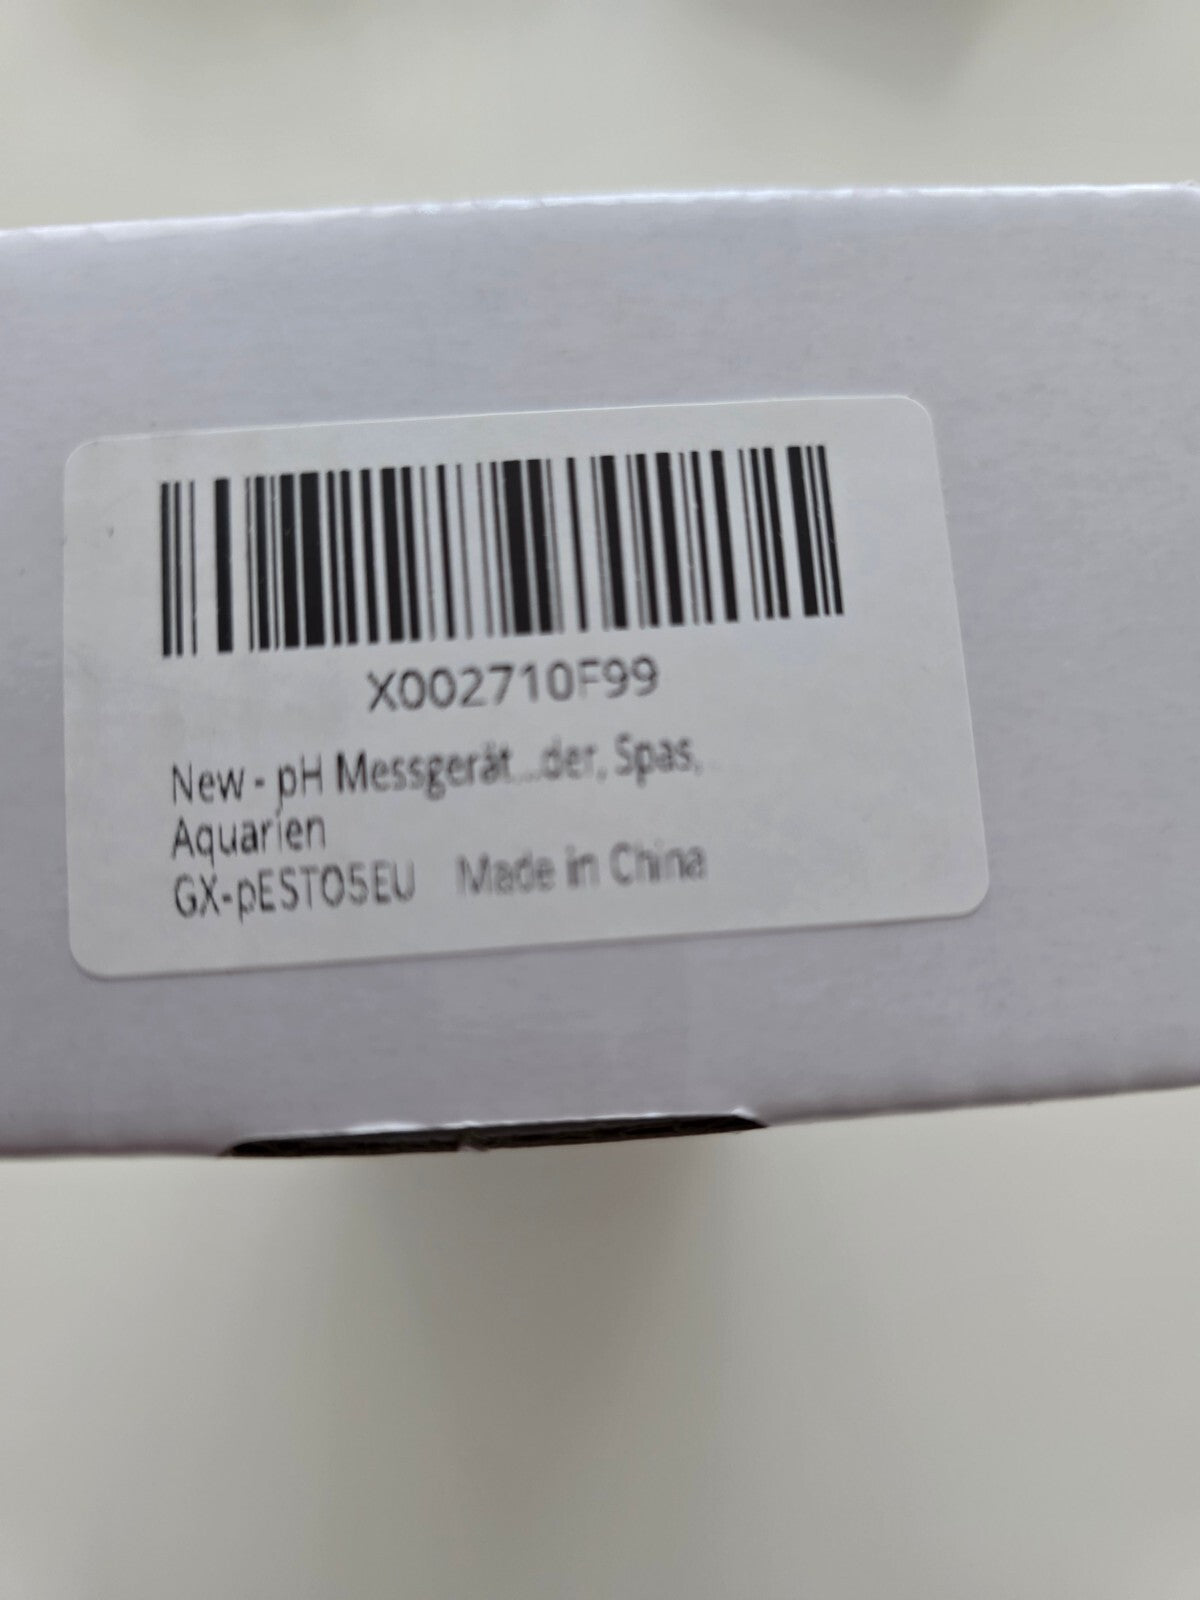 X002710F99
New - pH Messgerät...der, Spas,
Aquarien
GX-pEST05EU Made in China